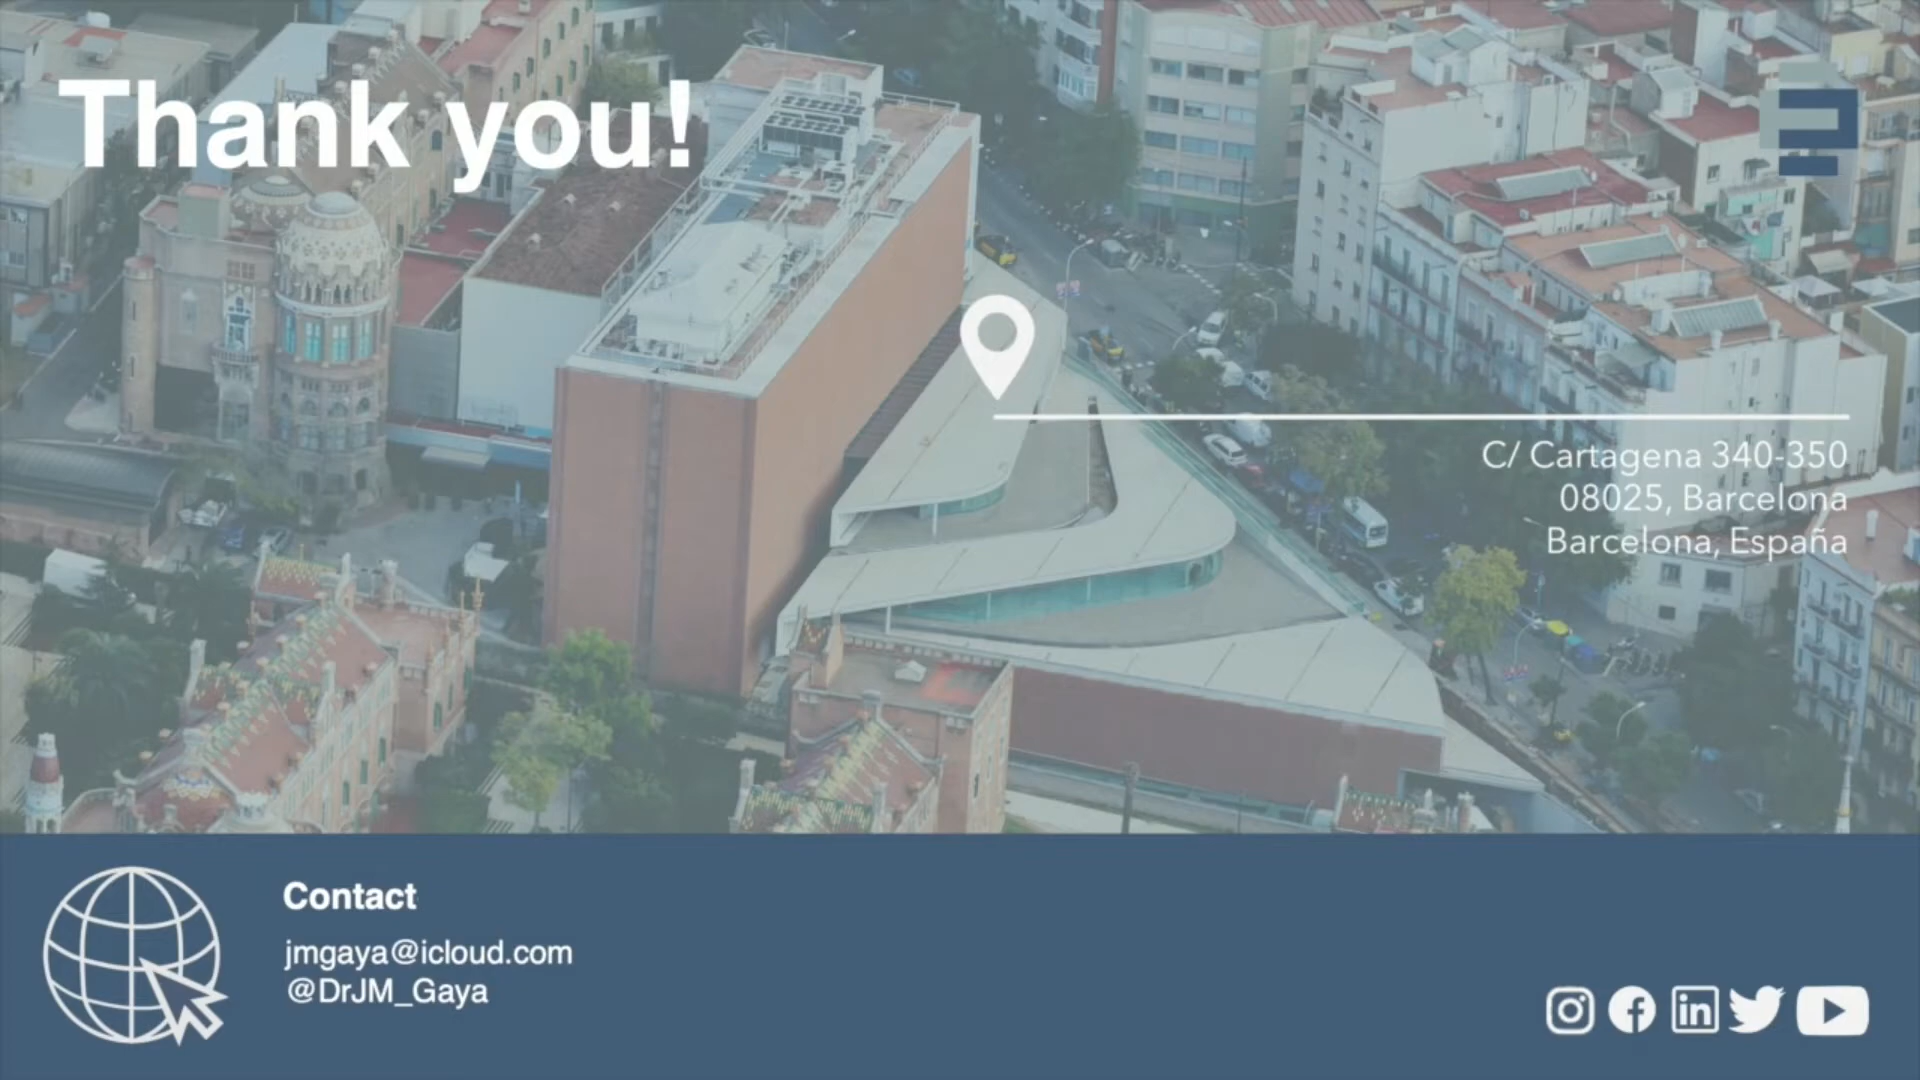 Thank you!
C/ Cartagena 340-350
08025, Barcelona
Barcelona, España
Contact
jmgaya@icloud.com
@DrJM_Gaya